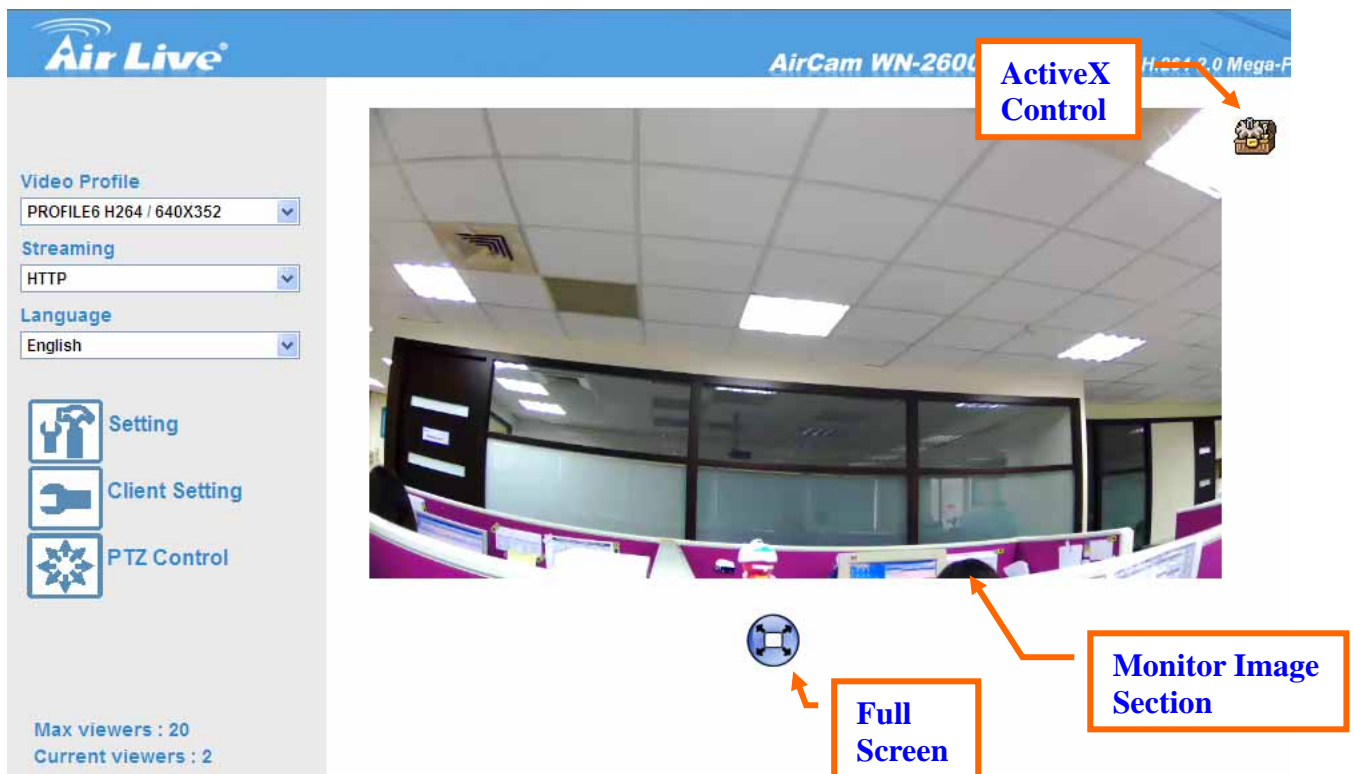 Air Live
AirCam WN-2600
H.264 2.0 Mega-P
ActiveX
Control
Video Profile
PROFILE6 H264 / 640X352
Streaming
HTTP
Language
English
Setting
Client Setting
PTZ Control
Monitor Image
Section
Full
Screen
Max viewers : 20
Current viewers : 2